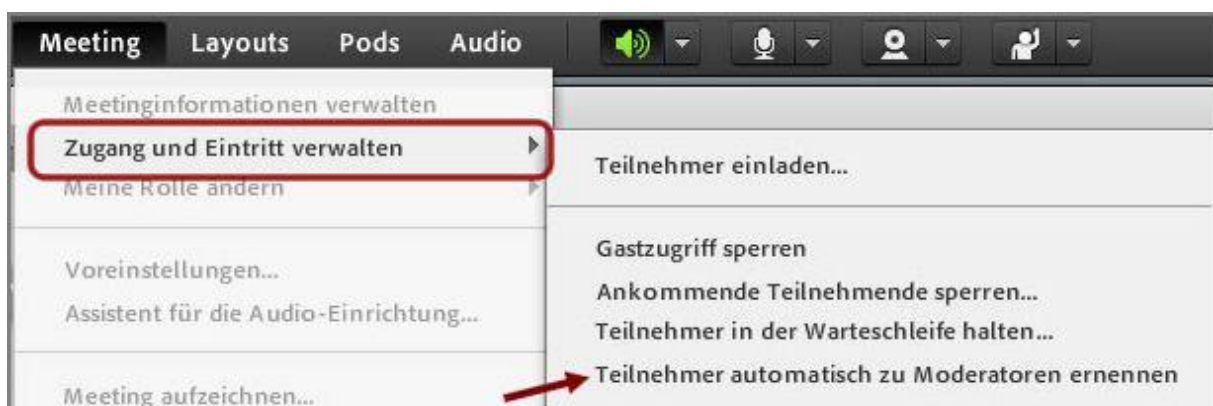 Meeting Layouts Pods Audio
Meetinginformationen verwalten
Zugang und Eintritt verwalten
Meine Rolle ändern
Voreinstellungen...
Assistent für die Audio-Einrichtung...
Meeting aufzeichnen...
Teilnehmer einladen...
Gastzugriff sperren
Ankommende Teilnehmende sperren...
Teilnehmer in der Warteschleife halten...
Teilnehmer automatisch zu Moderatoren ernennen